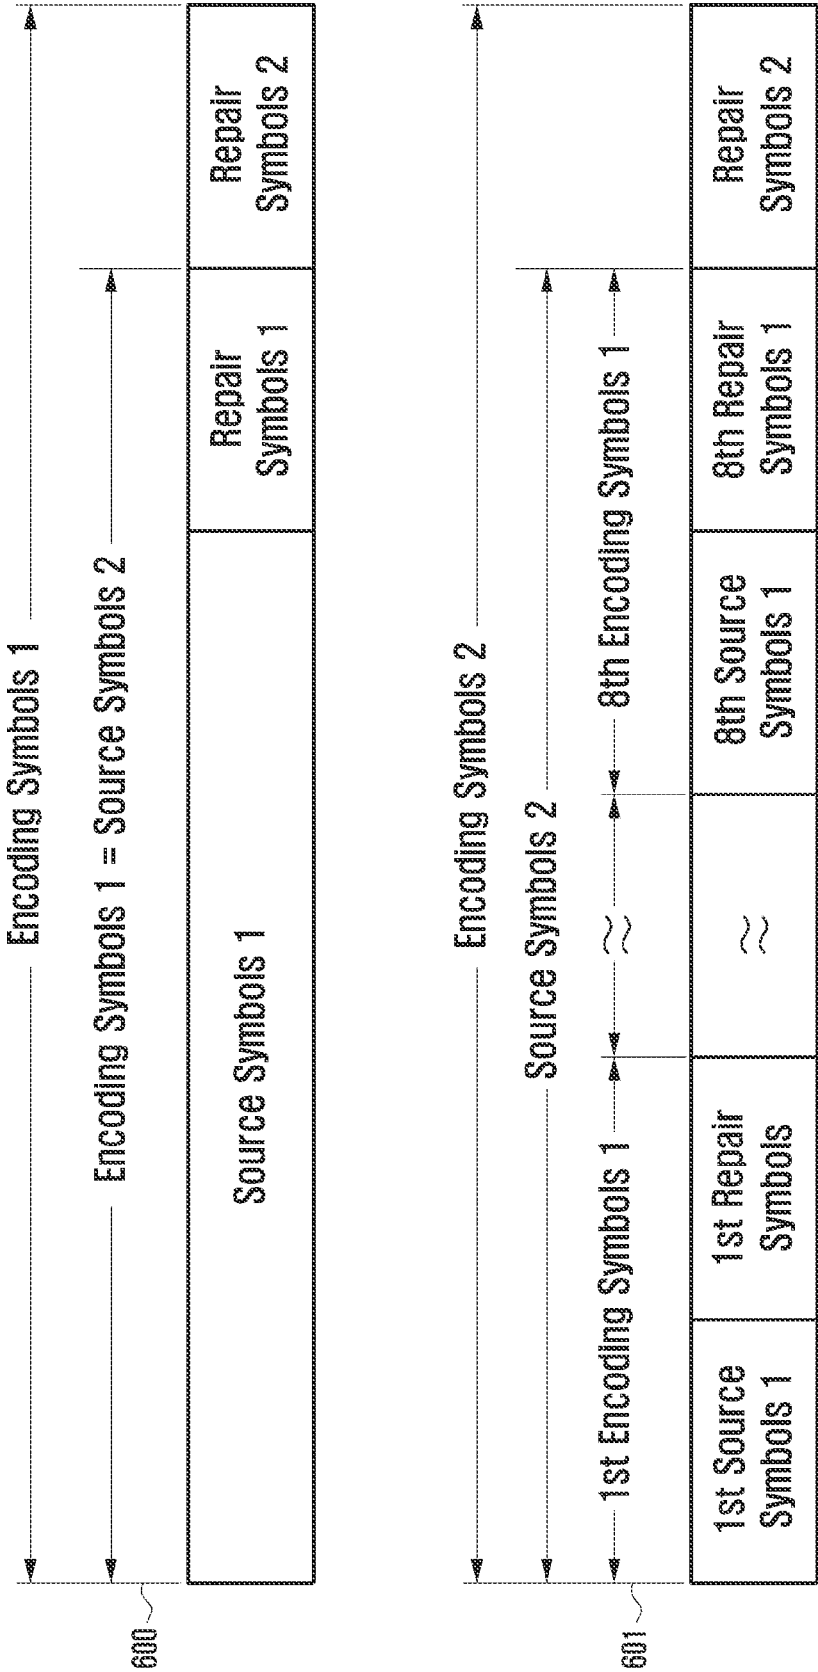 Encoding Symbols 1
Encoding Symbols 1 = Source Symbols 2
Source Symbols 1
Repair
Symbols 1
Repair
Symbols 2
600
Encoding Symbols 2
Source Symbols 2
1st Encoding Symbols 1
8th Encoding Symbols 1
1st Source
Symbols 1
1st Repair
Symbols
8th Source
Symbols 1
8th Repair
Symbols 1
Repair
Symbols 2
601